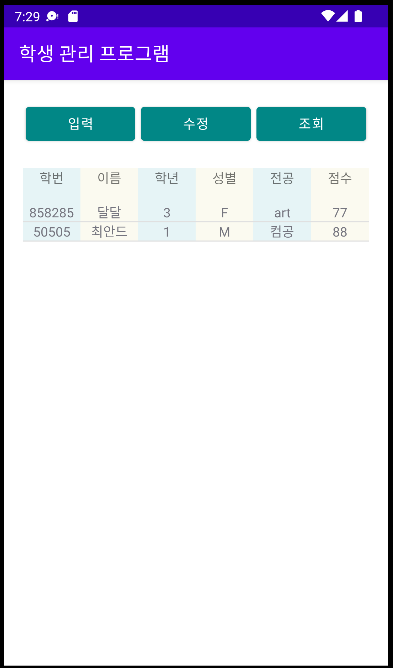 7:29
학생 관리 프로그램
입력 수정 조회
학번 이름 학년 성별 전공 점수
858285 달달 3 F art 77
50505 최안드 1 M 컴공 88